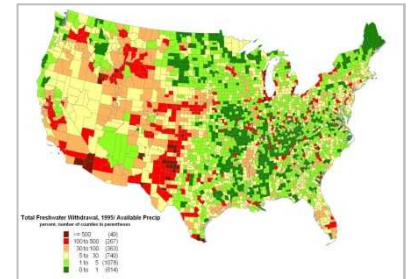 Total Freshwater Withdrawal, 1995/ Available Precip
percent, number of counties in parentheses
>= 500 (49)
100 to 500 (267)
30 to 100 (363)
5 to 30 (740)
1 to 5 (1078)
0 to 1 (614)